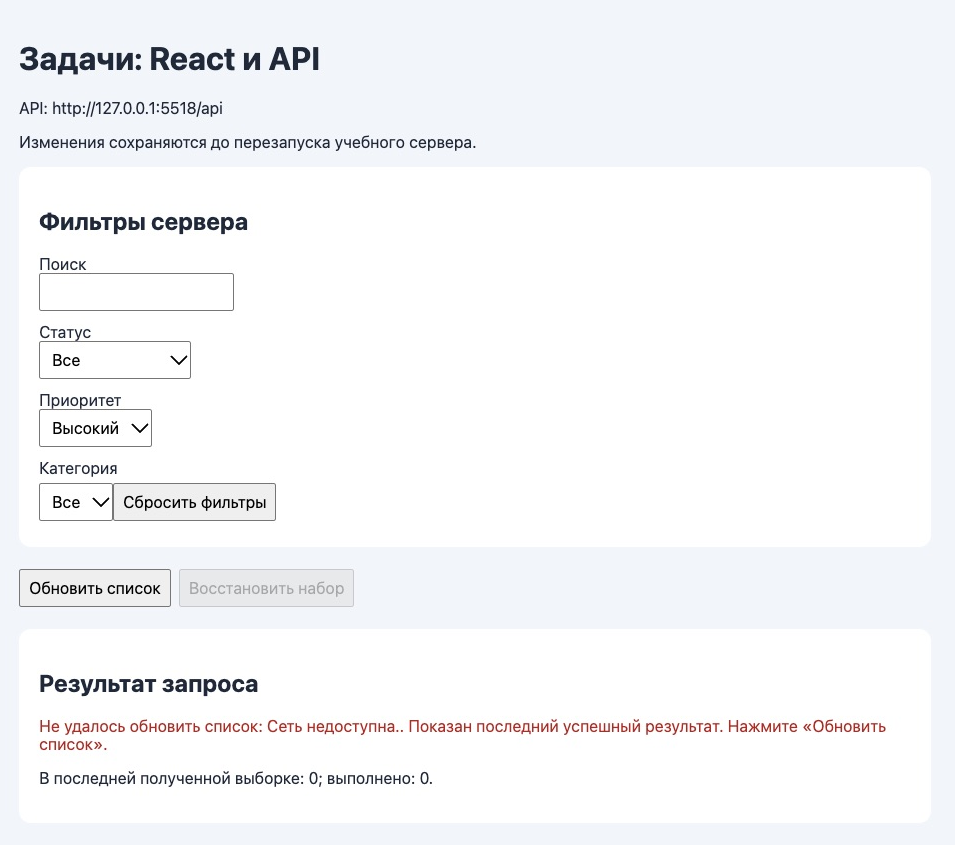 Задачи: React и API
API: http://127.0.0.1:5518/api
Изменения сохраняются до перезапуска учебного сервера.
Фильтры сервера
Поиск
Статус
Все
Приоритет
Высокий
Категория
Все Сбросить фильтры
Обновить список Восстановить набор
Результат запроса
Не удалось обновить список: Сеть недоступна.. Показан последний успешный результат. Нажмите «Обновить
список».
В последней полученной выборке: 0; выполнено: 0.